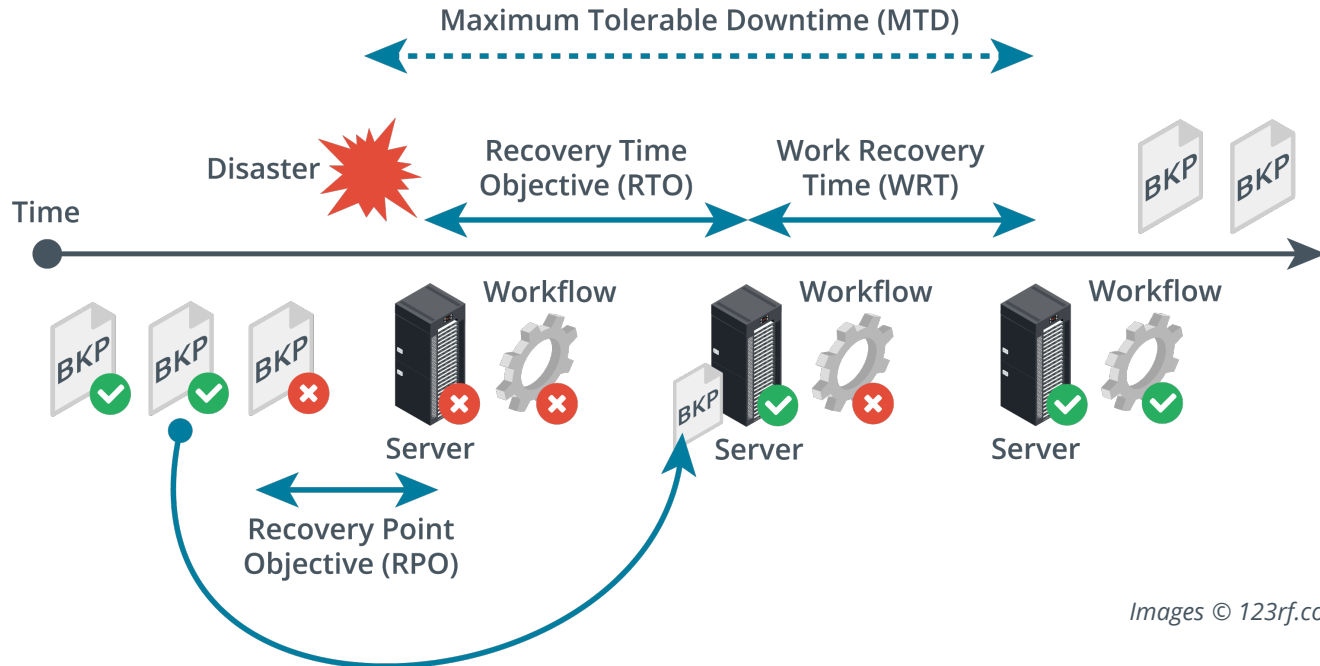 Maximum Tolerable Downtime (MTD)
Disaster
Recovery Time
Objective (RTO)
Work Recovery
Time (WRT)
BKP
BKP
Time
BKP
BKP
BKP
Workflow
Server
Workflow
BKP
Server
Workflow
Server
Recovery Point
Objective (RPO)
Images © 123rf.co